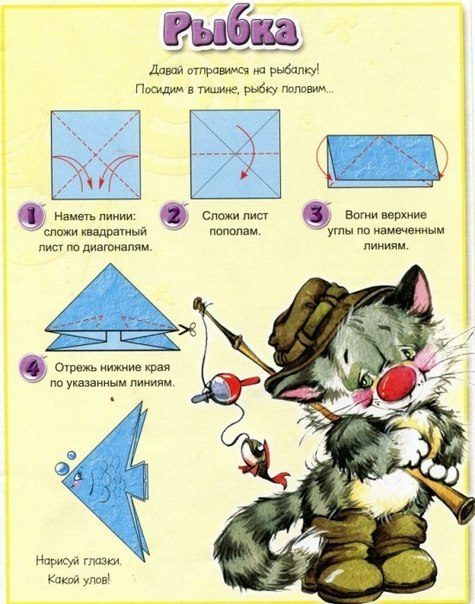 Рыбка
Давай отправимся на рыбалку!
Посидим в тишине, рыбку половим...
1 Наметь линии:
сложи квадратный
лист по диагоналям.
2 Сложи лист
пополам.
3 Вогни верхние
углы по намеченным
линиям.
4 Отрежь нижние края
по указанным линиям.
Нарисуй глазки.
Какой улов!